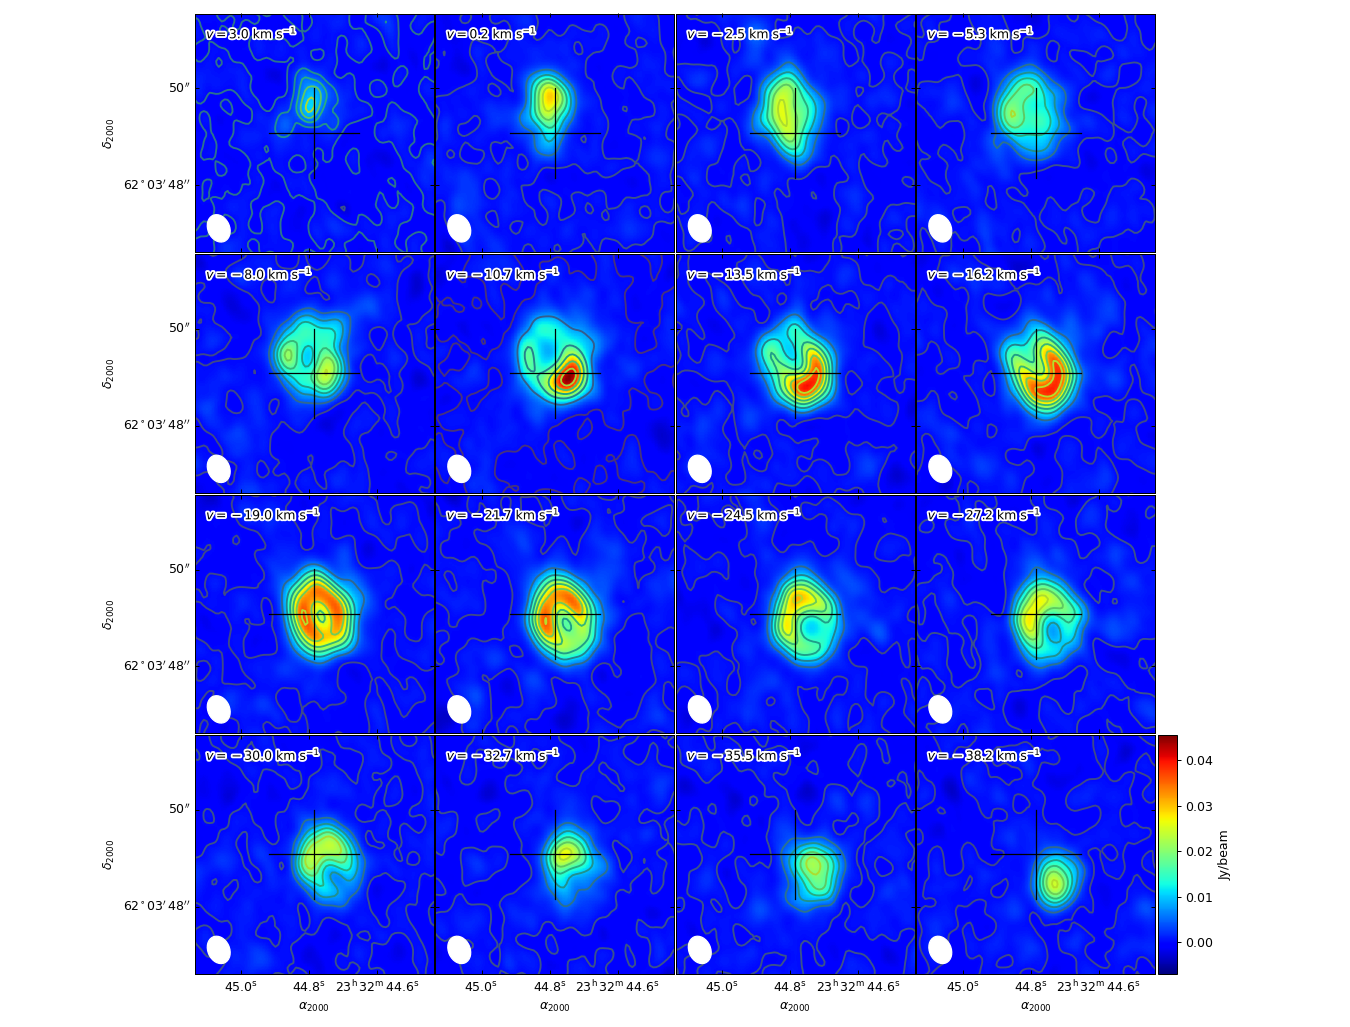 v = 3.0 km s⁻¹ v = 0.2 km s⁻¹ v = −2.5 km s⁻¹ v = −5.3 km s⁻¹
50″
δ₂₀₀₀
62°03′48″
v = −8.0 km s⁻¹ v = −10.7 km s⁻¹ v = −13.5 km s⁻¹ v = −16.2 km s⁻¹
50″
δ₂₀₀₀
62°03′48″
v = −19.0 km s⁻¹ v = −21.7 km s⁻¹ v = −24.5 km s⁻¹ v = −27.2 km s⁻¹
50″
δ₂₀₀₀
62°03′48″
v = −30.0 km s⁻¹ v = −32.7 km s⁻¹ v = −35.5 km s⁻¹ v = −38.2 km s⁻¹
0.04
50″
0.03
δ₂₀₀₀
0.02
Jy/beam
62°03′48″
0.01
0.00
45.0ˢ 44.8ˢ 23ʰ32ᵐ44.6ˢ 45.0ˢ 44.8ˢ 23ʰ32ᵐ44.6ˢ 45.0ˢ 44.8ˢ 23ʰ32ᵐ44.6ˢ 45.0ˢ 44.8ˢ 23ʰ32ᵐ44.6ˢ
α₂₀₀₀ α₂₀₀₀ α₂₀₀₀ α₂₀₀₀